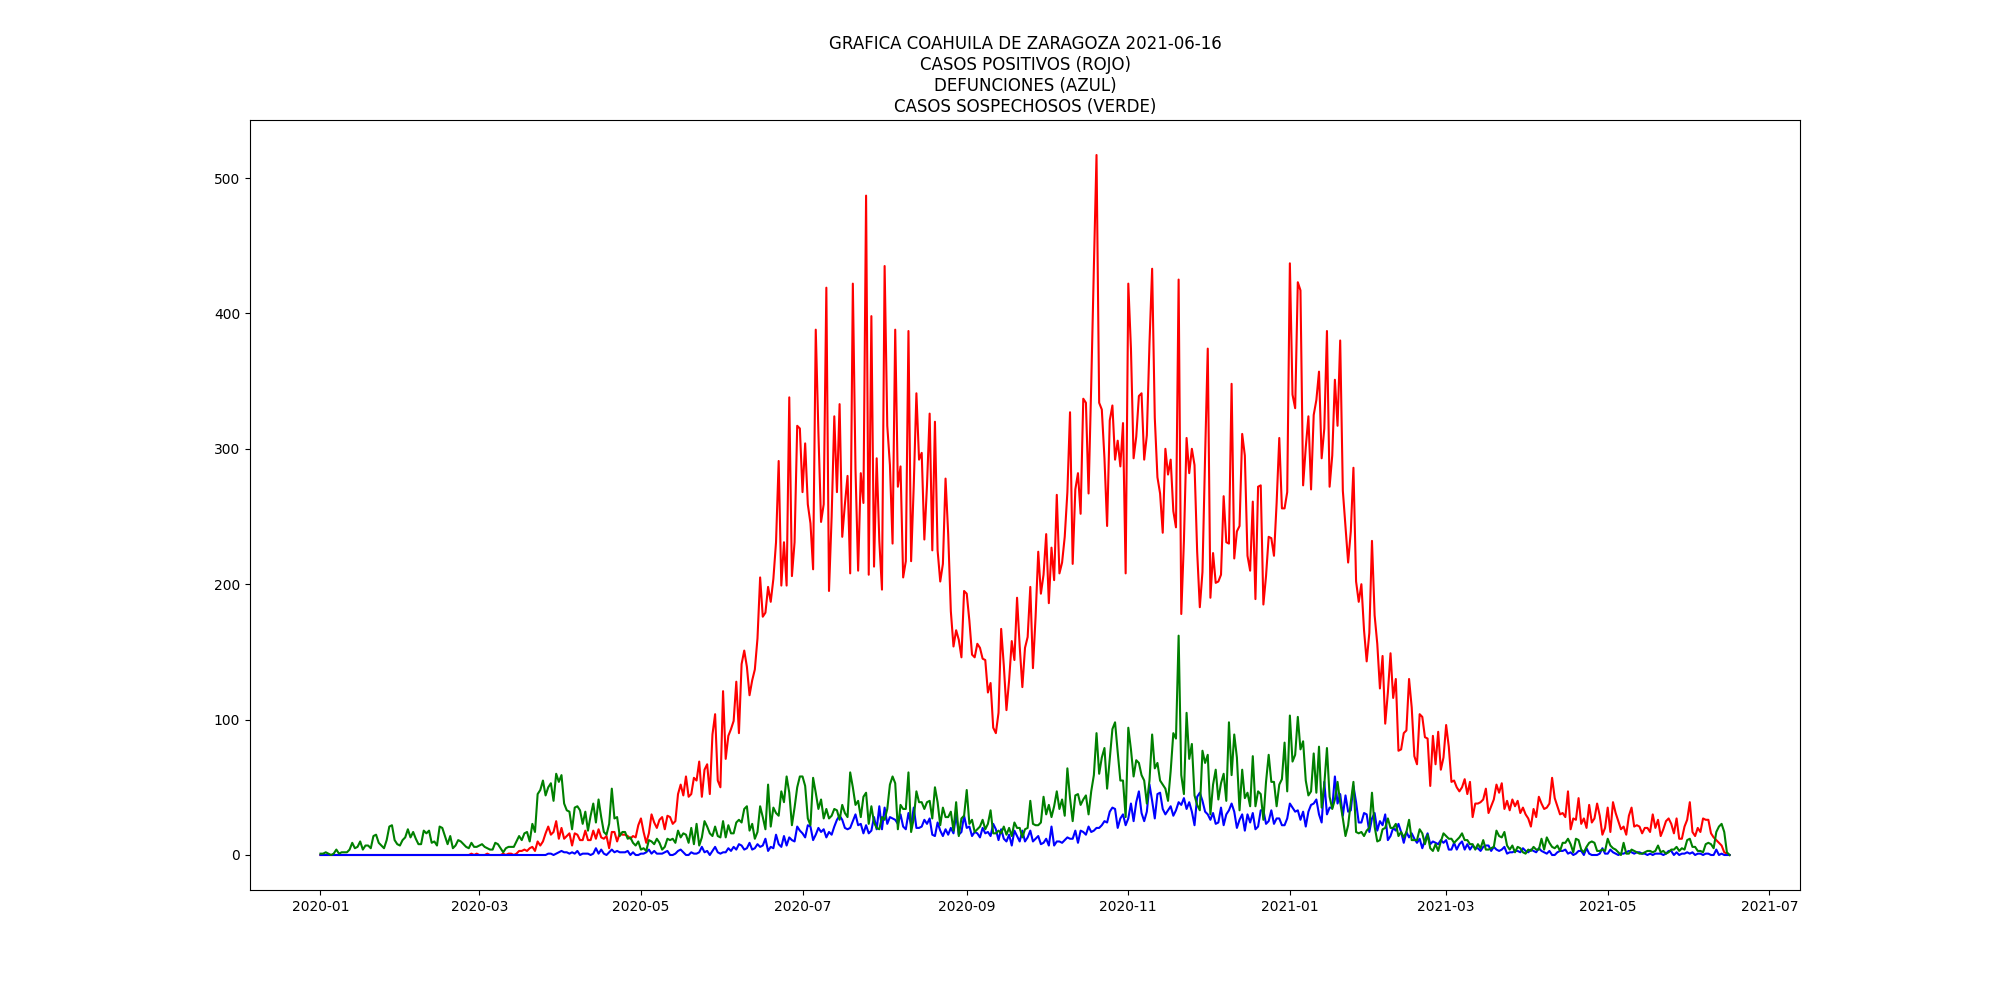 GRAFICA COAHUILA DE ZARAGOZA 2021-06-16
CASOS POSITIVOS (ROJO)
DEFUNCIONES (AZUL)
CASOS SOSPECHOSOS (VERDE)
500
400
300
200
100
0
2020-01 2020-03 2020-05 2020-07 2020-09 2020-11 2021-01 2021-03 2021-05 2021-07